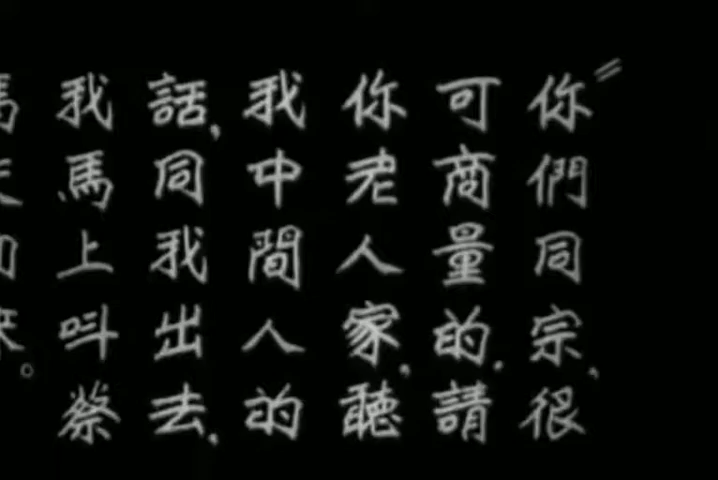 "你們同宗,很
可商量的.請
你老人家,聽
我中間人的
話,同我出去,
我馬上叫蔡